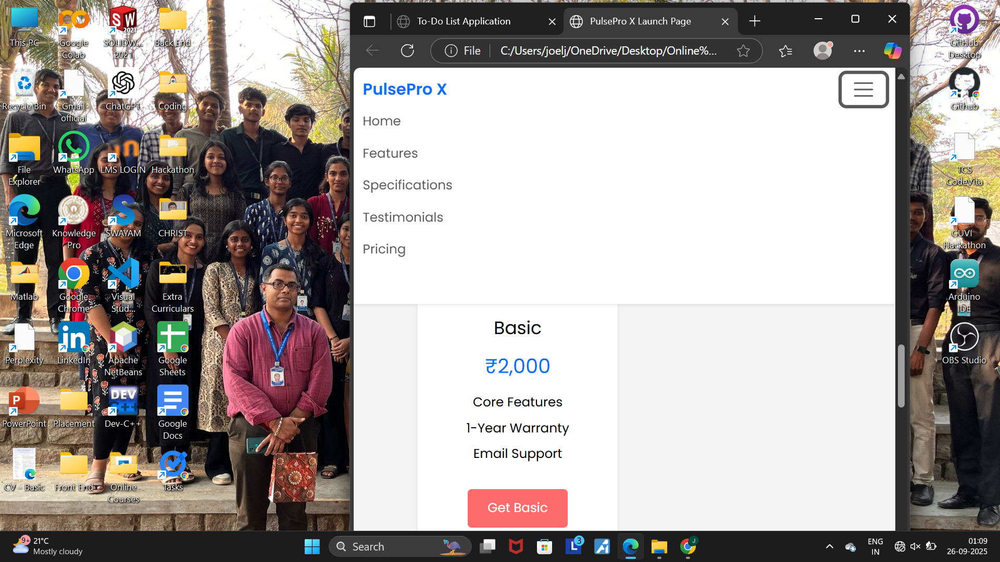 This PC
Google
Colab
SOLIDW...
2021
Back End
Recycle Bin
Gmail
official
ChatGPT
Coding
File
Explorer
WhatsApp
LMS LOGIN
Hackathon
Microsoft
Edge
Knowledge
Pro
SWAYAM
CHRIST
Matlab
Google
Chrome
Visual
Stud...
Extra
Curriculars
Perplexity
LinkedIn
Apache
NetBeans
Google
Sheets
PowerPoint
Placement
DEV
C++
Dev-C++
Google
Docs
CV - Basic
Front End
Online
Courses
Tasks
To-Do List Application
PulsePro X Launch Page
File
C:/Users/joelj/OneDrive/Desktop/Online%...
PulsePro X
Home
Features
Specifications
Testimonials
Pricing
Basic
₹2,000
Core Features
1-Year Warranty
Email Support
Get Basic
GitHub
Desktop
Github
TCS
CodeVita
GUVI
Hackathon
Arduino
IDE
OBS Studio
9+
21°C
Mostly cloudy
Search
L
3
J
ENG
IN
01:09
26-09-2025